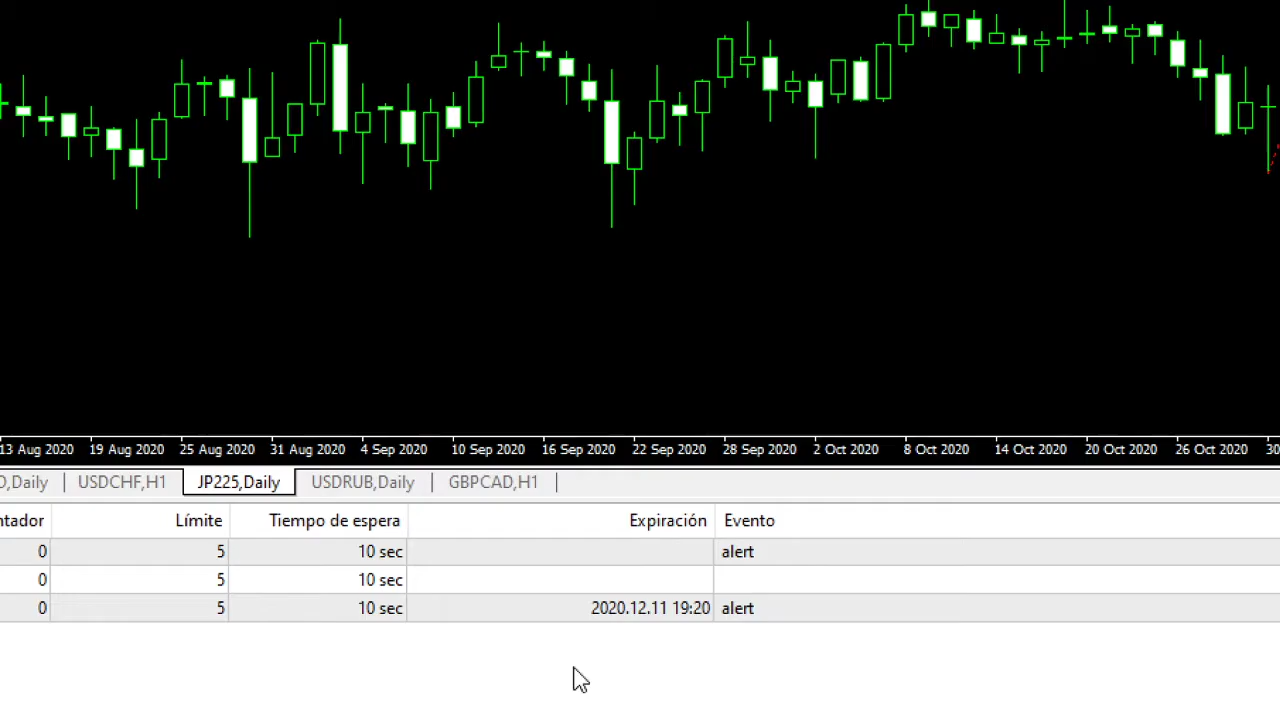 13 Aug 2020 19 Aug 2020 25 Aug 2020 31 Aug 2020 4 Sep 2020 10 Sep 2020 16 Sep 2020 22 Sep 2020 28 Sep 2020 2 Oct 2020 8 Oct 2020 14 Oct 2020 20 Oct 2020 26 Oct 2020 30
D,Daily | USDCHF,H1 JP225,Daily USDRUB,Daily | GBPCAD,H1 |
ntador Límite Tiempo de espera Expiración Evento
0 5 10 sec alert
0 5 10 sec
0 5 10 sec 2020.12.11 19:20 alert